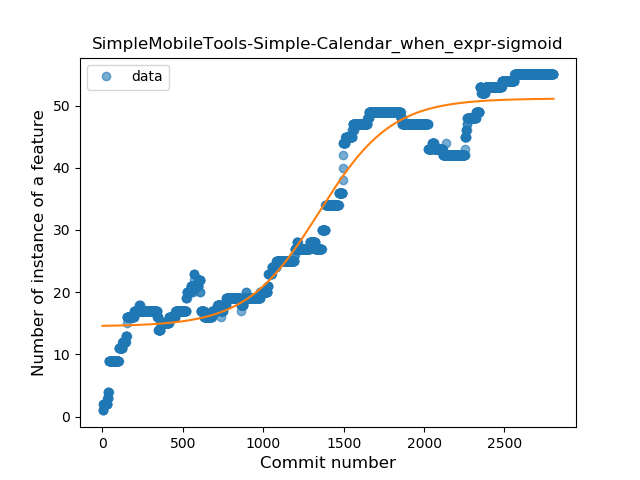 SimpleMobileTools-Simple-Calendar_when_expr-sigmoid
data
Number of instance of a feature
50
40
30
20
10
0
0 500 1000 1500 2000 2500
Commit number